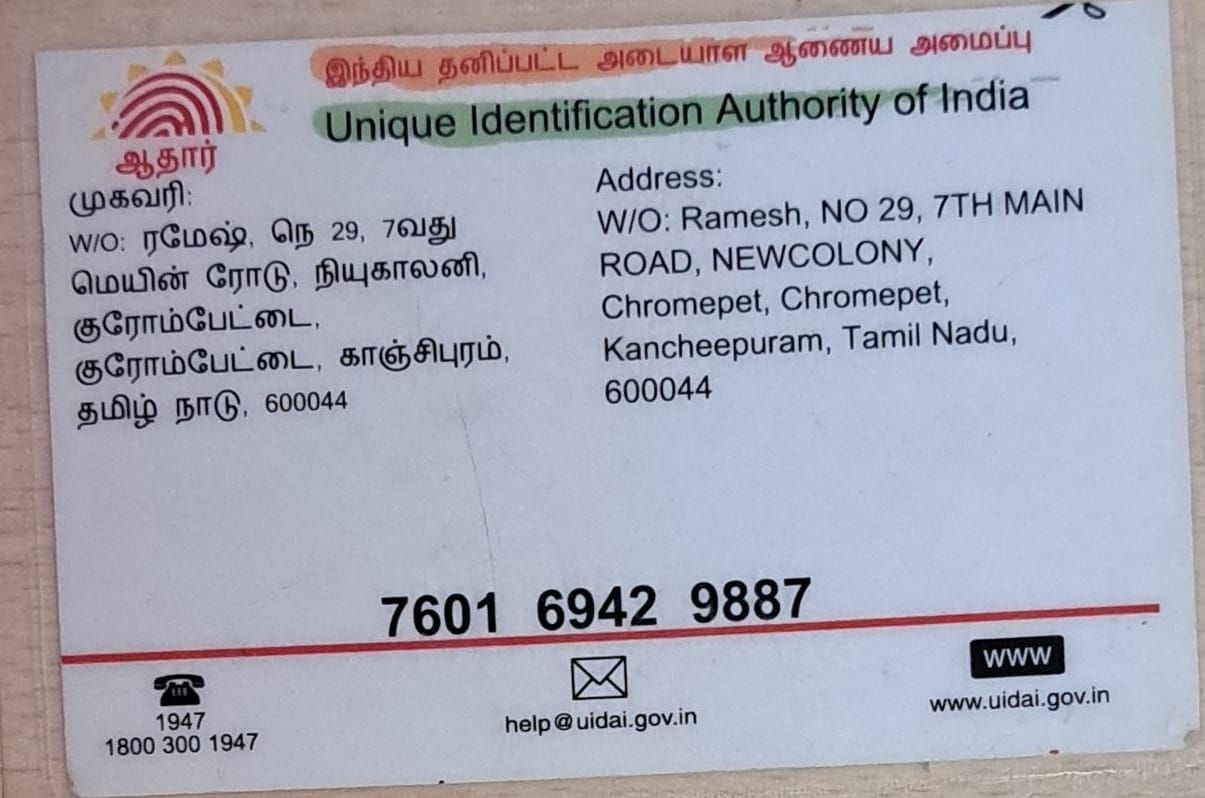 இந்திய தனிப்பட்ட அடையாள ஆணைய அமைப்பு
Unique Identification Authority of India
ஆதார்
முகவரி:
W/O: ரமேஷ், நெ 29, 7வது
மெயின் ரோடு, நியுகாலனி,
குரோம்பேட்டை,
குரோம்பேட்டை, காஞ்சிபுரம்,
தமிழ் நாடு, 600044
Address:
W/O: Ramesh, NO 29, 7TH MAIN
ROAD, NEWCOLONY,
Chromepet, Chromepet,
Kancheepuram, Tamil Nadu,
600044
7601 6942 9887
1947
1800 300 1947
help@uidai.gov.in
www
www.uidai.gov.in